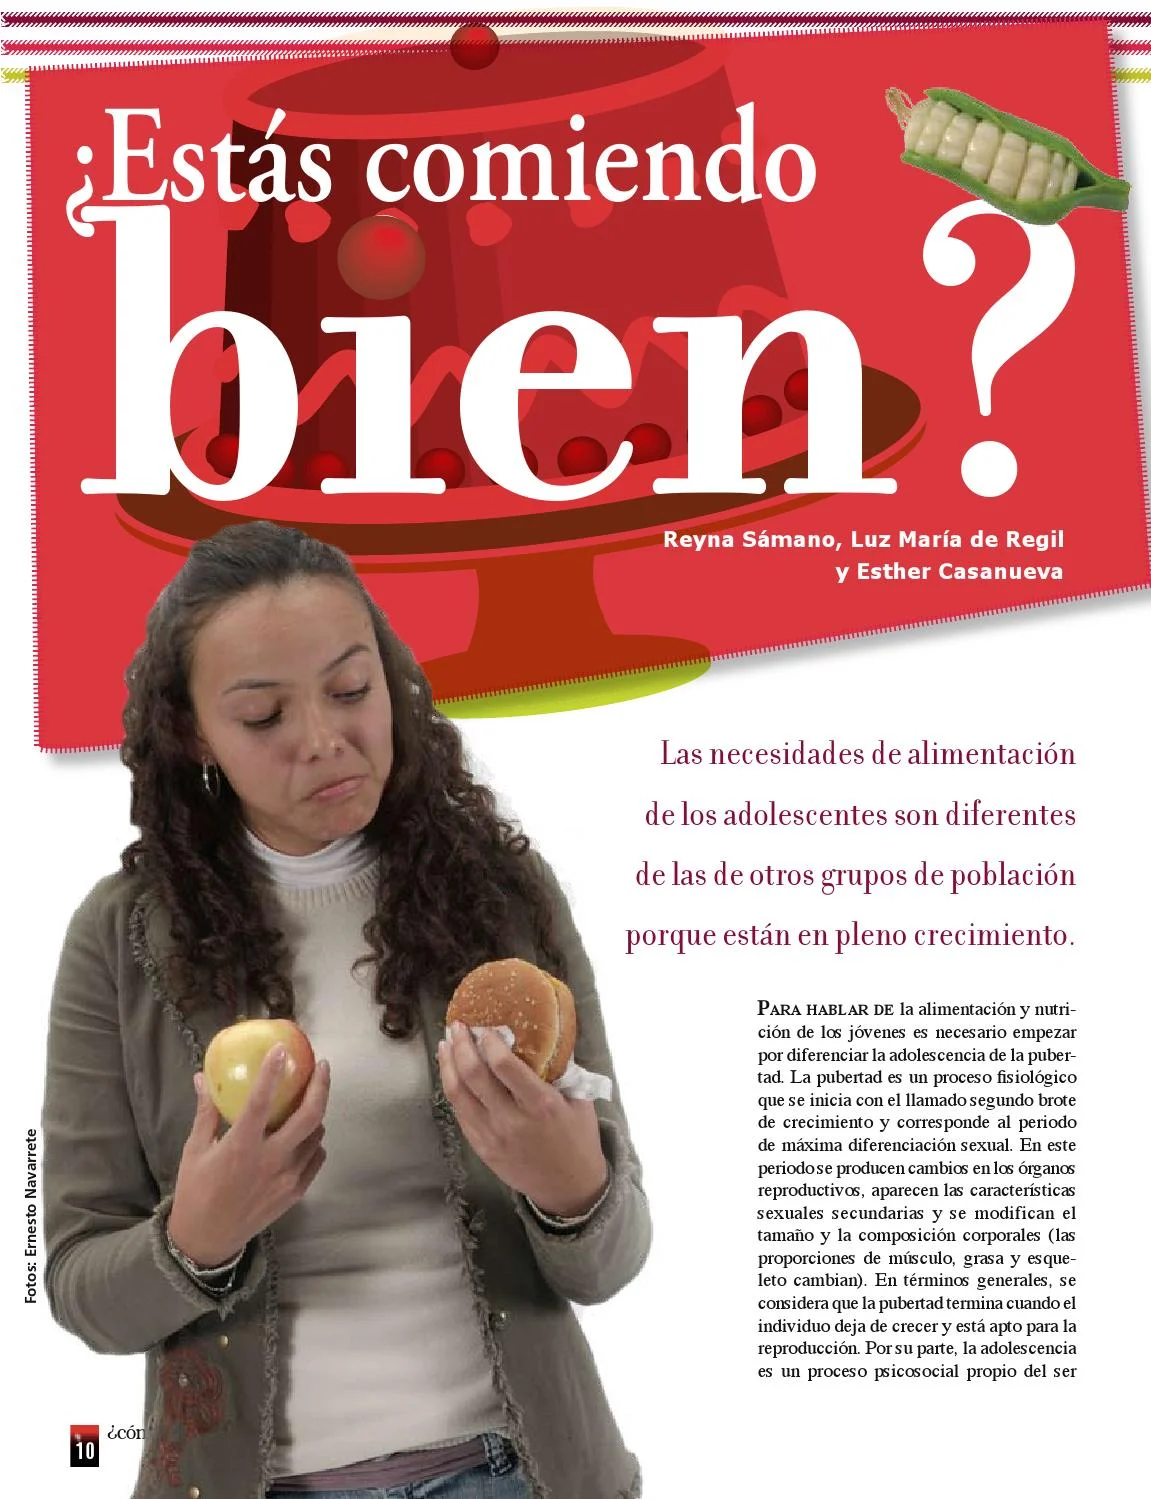 ¿Estás comiendo
bien?
Reyna Sámano, Luz María de Regil
y Esther Casanueva
Las necesidades de alimentación
de los adolescentes son diferentes
de las de otros grupos de población
porque están en pleno crecimiento.
PARA HABLAR DE la alimentación y nutri-
ción de los jóvenes es necesario empezar
por diferenciar la adolescencia de la puber-
tad. La pubertad es un proceso fisiológico
que se inicia con el llamado segundo brote
de crecimiento y corresponde al periodo
de máxima diferenciación sexual. En este
periodo se producen cambios en los órganos
reproductivos, aparecen las características
sexuales secundarias y se modifican el
tamaño y la composición corporales (las
proporciones de músculo, grasa y esque-
leto cambian). En términos generales, se
considera que la pubertad termina cuando el
individuo deja de crecer y está apto para la
reproducción. Por su parte, la adolescencia
es un proceso psicosocial propio del ser
Fotos: Ernesto Navarrete
10
¿cóm